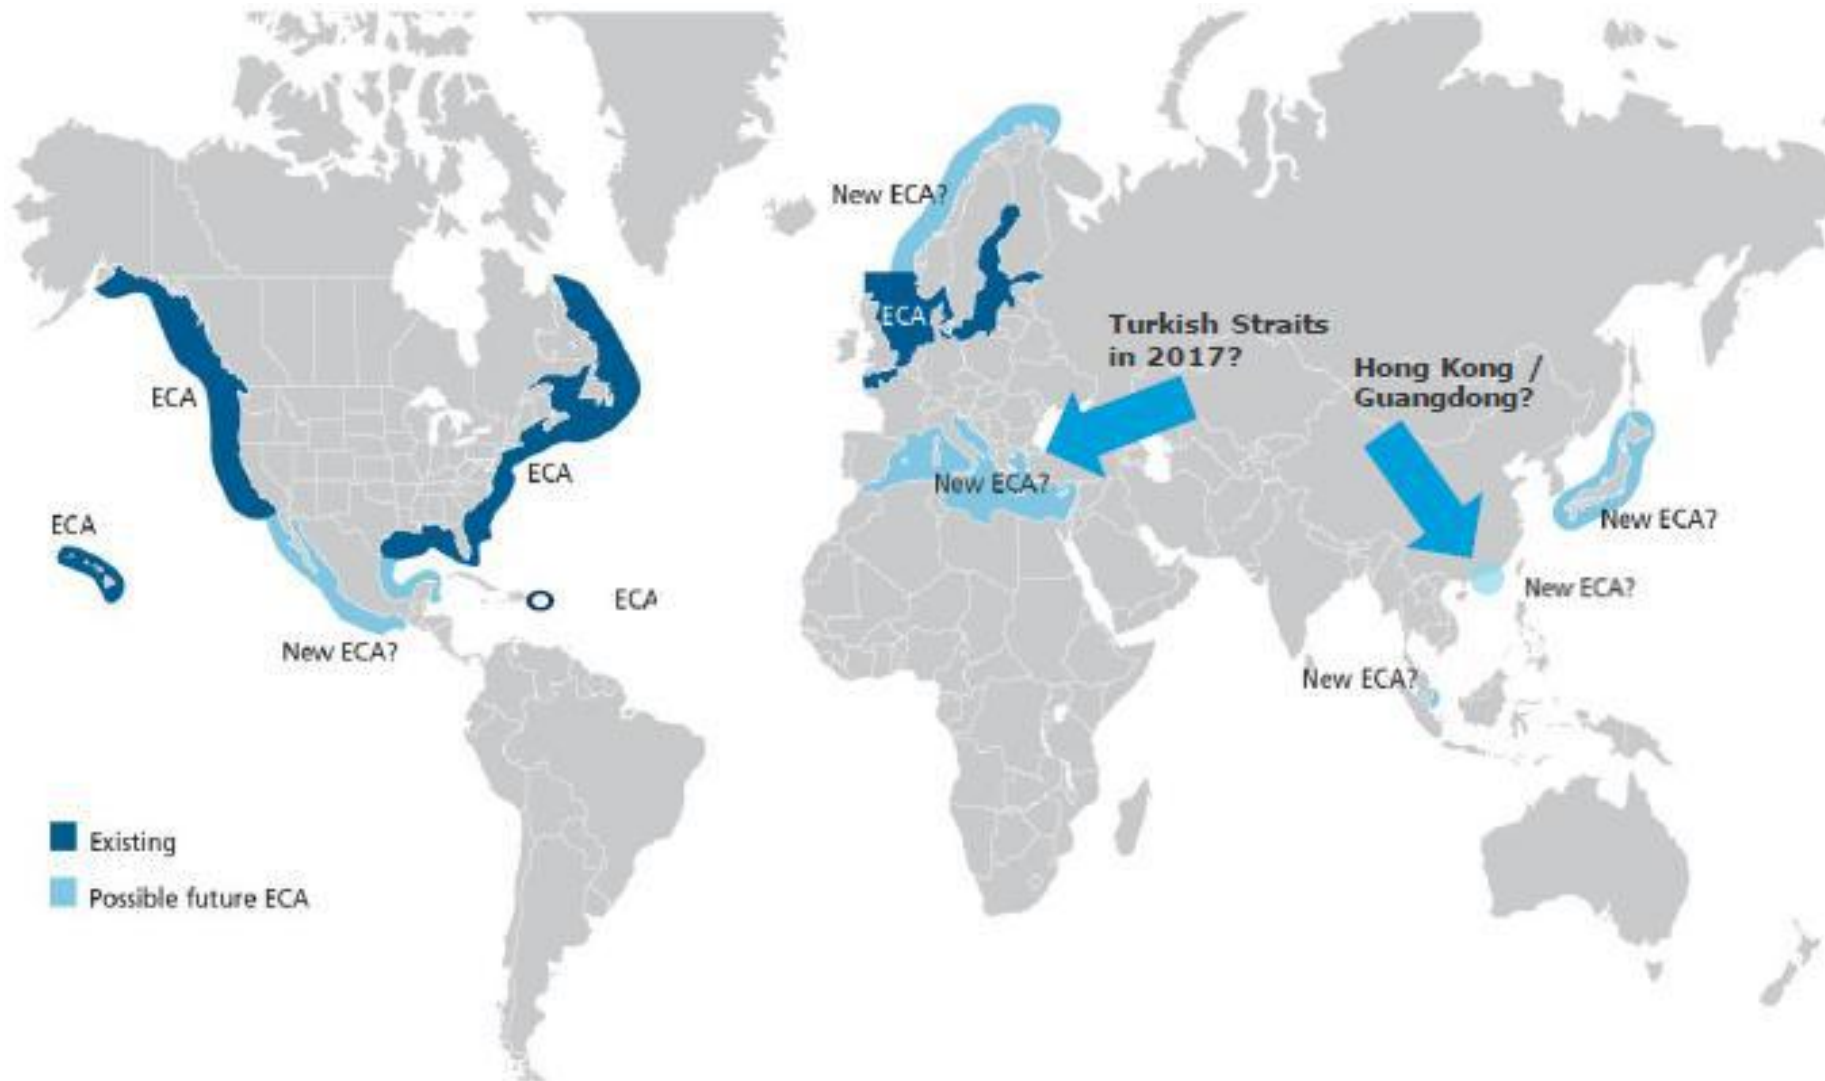 New ECA?
ECA
Turkish Straits
in 2017?
Hong Kong /
Guangdong?
ECA
ECA
New ECA?
ECA
New ECA?
New ECA?
ECA
New ECA?
New ECA?
Existing
Possible future ECA